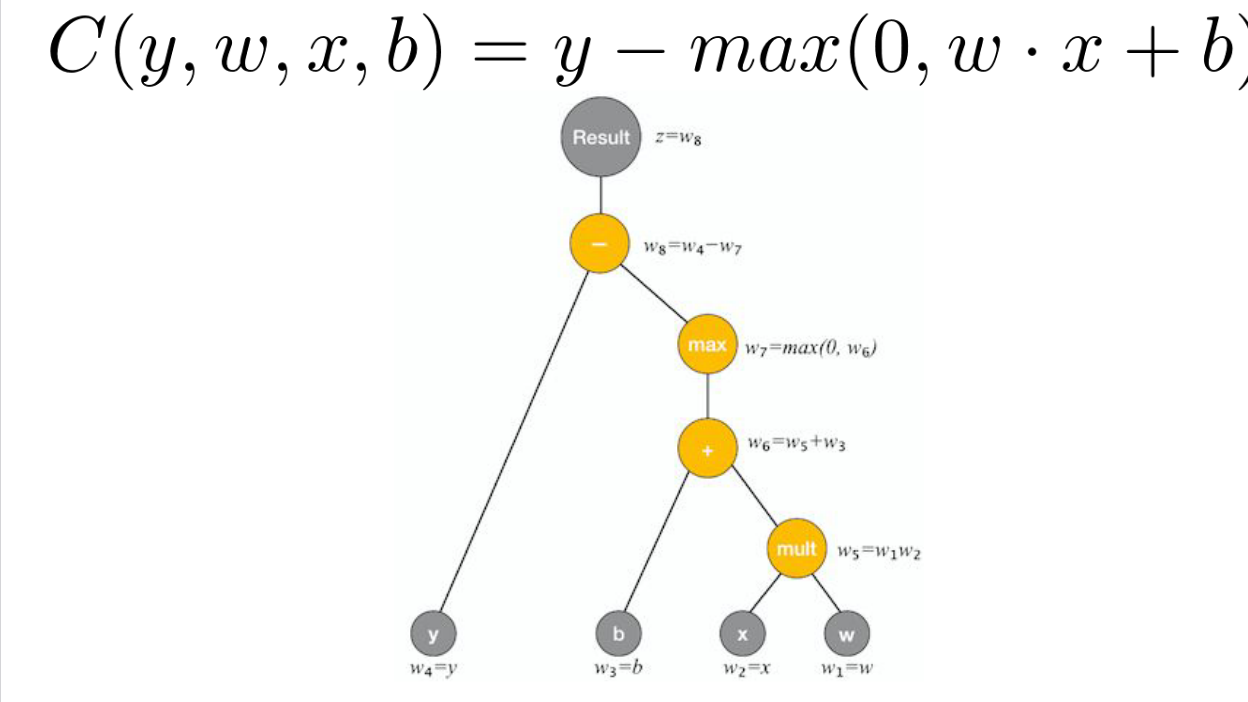 C(y, w, x, b) = y − max(0, w · x + b)
Result z=w₈
− w₈=w₄−w₇
max w₇=max(0, w₆)
+ w₆=w₅+w₃
mult w₅=w₁w₂
y b x w
w₄=y w₃=b w₂=x w₁=w